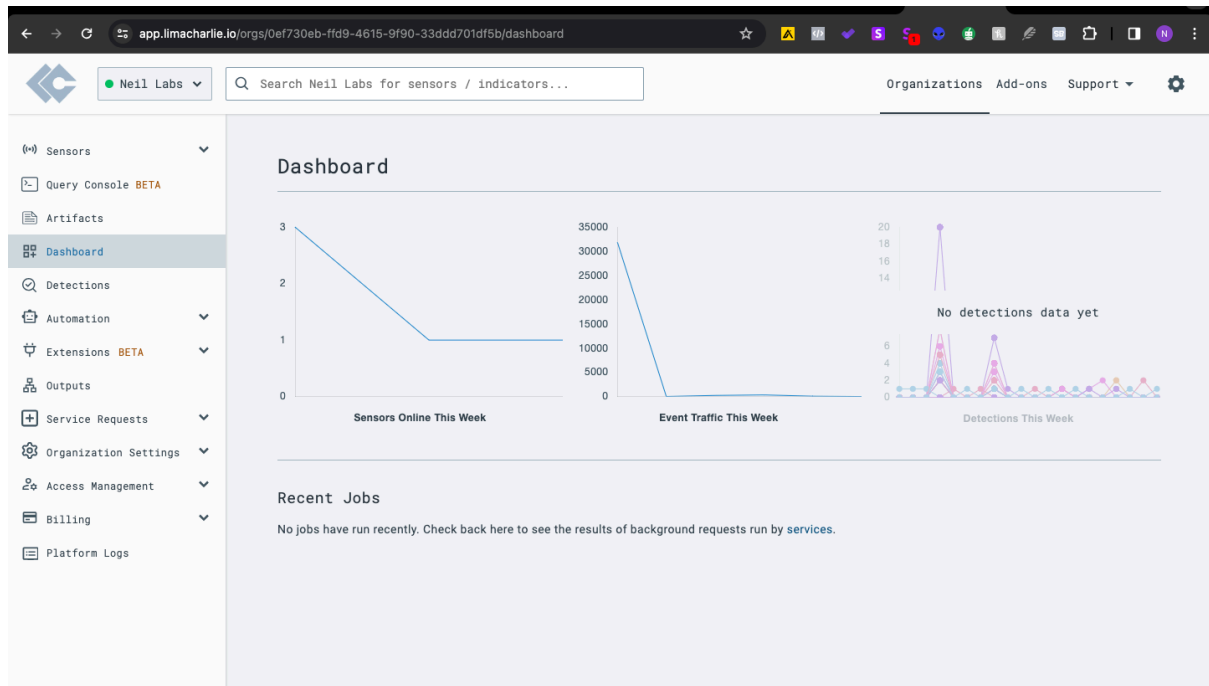 app.limacharlie.io/orgs/0ef730eb-ffd9-4615-9f90-33ddd701df5b/dashboard
N
Neil Labs
Search Neil Labs for sensors / indicators...
Organizations Add-ons Support
Sensors
Query Console BETA
Artifacts
Dashboard
Detections
Automation
Extensions BETA
Outputs
Service Requests
Organization Settings
Access Management
Billing
Platform Logs
Dashboard
3
2
1
0
Sensors Online This Week
35000
30000
25000
20000
15000
10000
5000
0
Event Traffic This Week
20
18
16
14
No detections data yet
6
4
2
0
Detections This Week
Recent Jobs
No jobs have run recently. Check back here to see the results of background requests run by services.